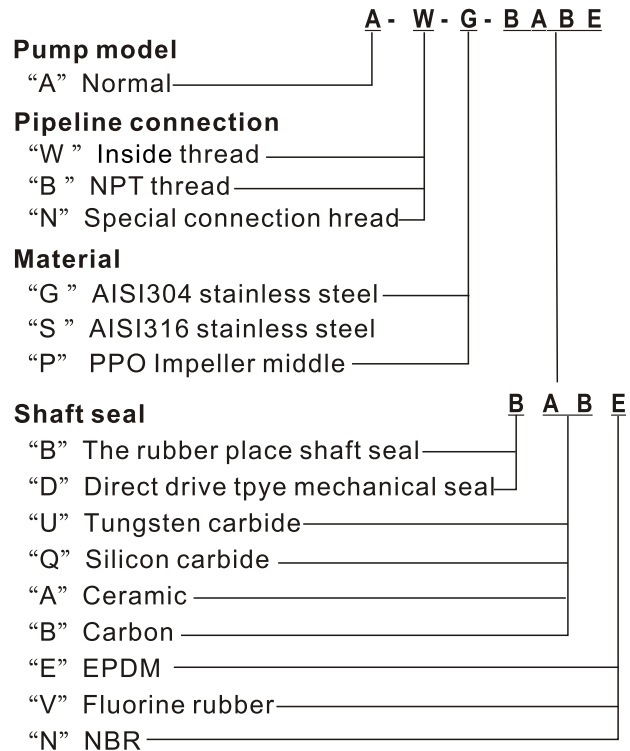 A - W - G - B A B E
Pump model
“A” Normal
Pipeline connection
“W ” Inside thread
“B ” NPT thread
“N” Special connection hread
Material
“G ” AISI304 stainless steel
“S ” AISI316 stainless steel
“P” PPO Impeller middle
B A B E
Shaft seal
“B” The rubber place shaft seal
“D” Direct drive tpye mechanical seal
“U” Tungsten carbide
“Q” Silicon carbide
“A” Ceramic
“B” Carbon
“E” EPDM
“V” Fluorine rubber
“N” NBR